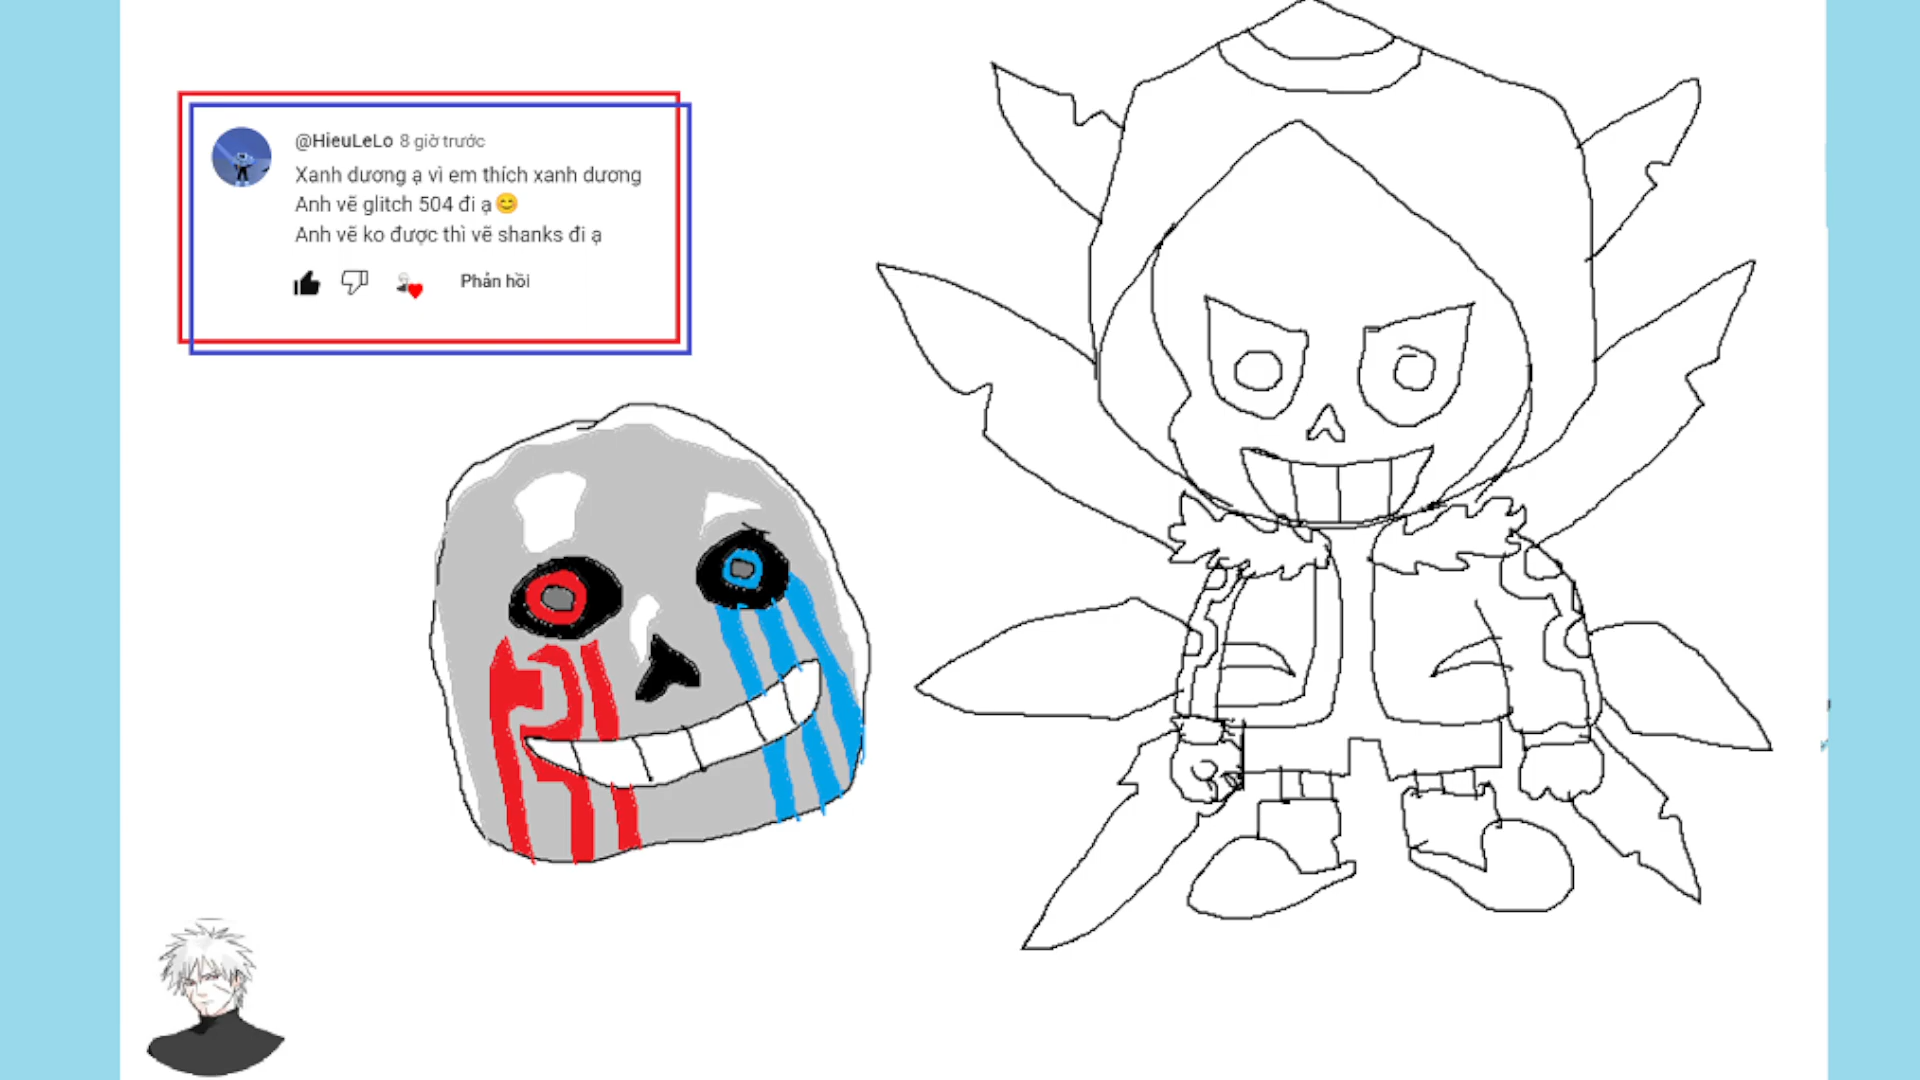 @HieuLeLo 8 giờ trước
Xanh dương ạ vì em thích xanh dương
Anh vẽ glitch 504 đi ạ😊
Anh vẽ ko được thì vẽ shanks đi ạ
Phản hồi